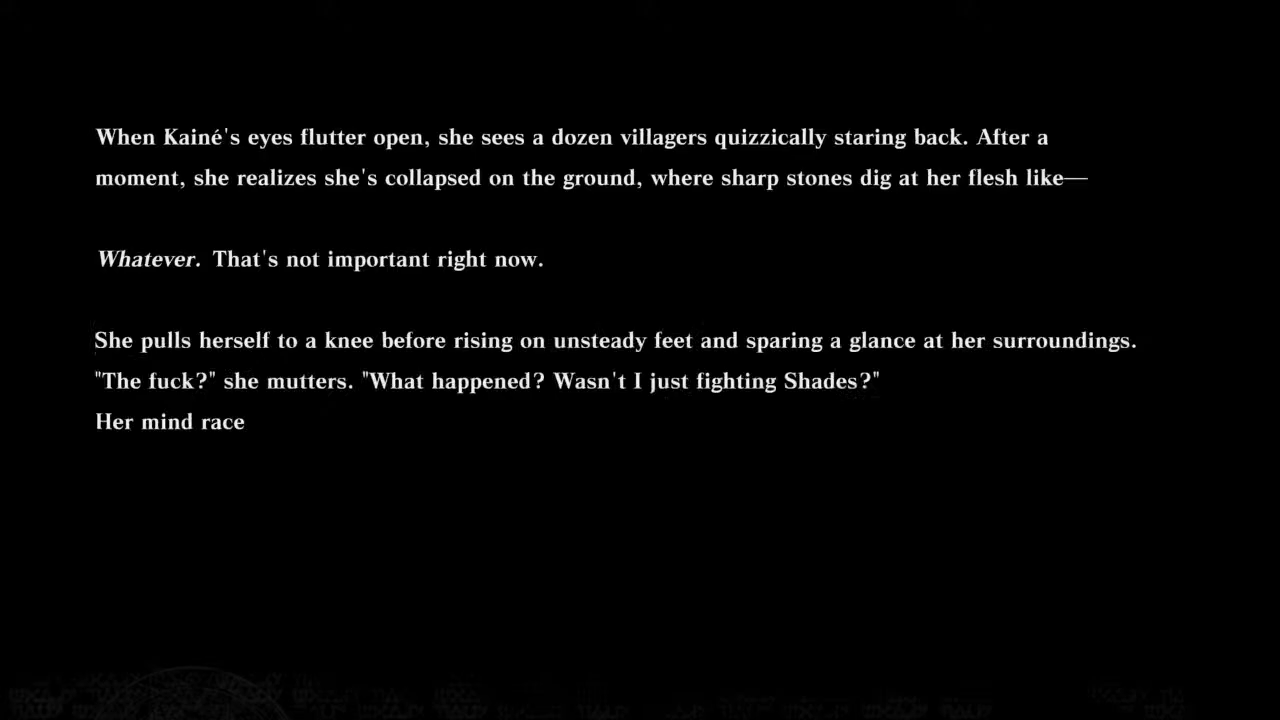 When Kainé's eyes flutter open, she sees a dozen villagers quizzically staring back. After a
moment, she realizes she's collapsed on the ground, where sharp stones dig at her flesh like—
Whatever. That's not important right now.
She pulls herself to a knee before rising on unsteady feet and sparing a glance at her surroundings.
"The fuck?" she mutters. "What happened? Wasn't I just fighting Shades?"
Her mind race